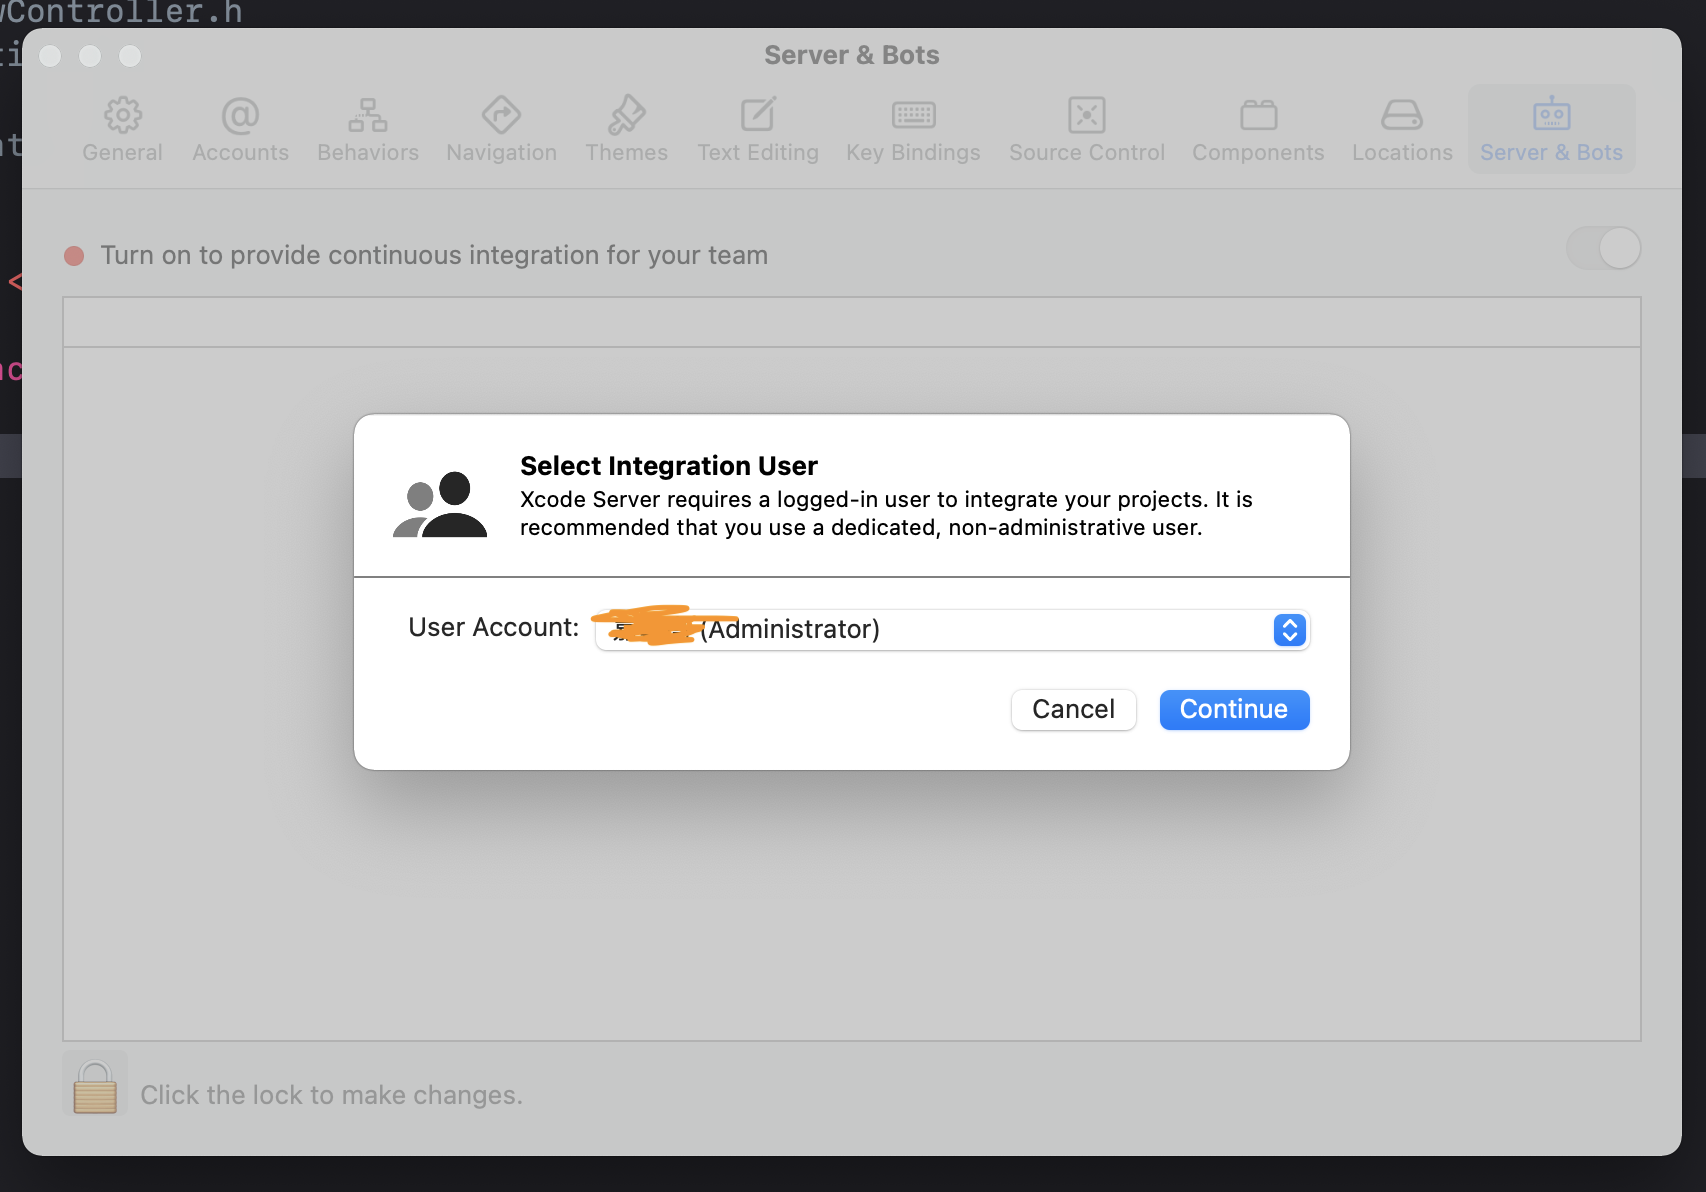 wController.h
Server & Bots
General Accounts Behaviors Navigation Themes Text Editing Key Bindings Source Control Components Locations Server & Bots
Turn on to provide continuous integration for your team
<
Select Integration User
Xcode Server requires a logged-in user to integrate your projects. It is
recommended that you use a dedicated, non-administrative user.
User Account: (Administrator)
Cancel Continue
Click the lock to make changes.